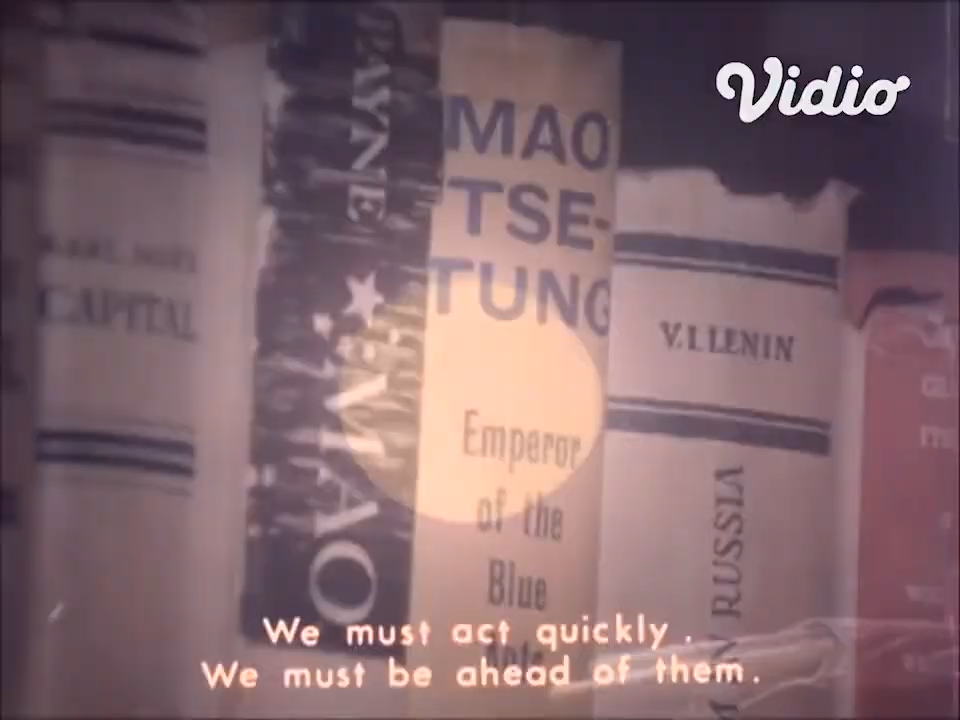 Vidio
CAPITAL
PAYNE
MAO
MAO
TSE-
TUNG
Emperor
of the
Blue
V.I.LENIN
RUSSIA
We must act quickly.
We must be ahead of them.